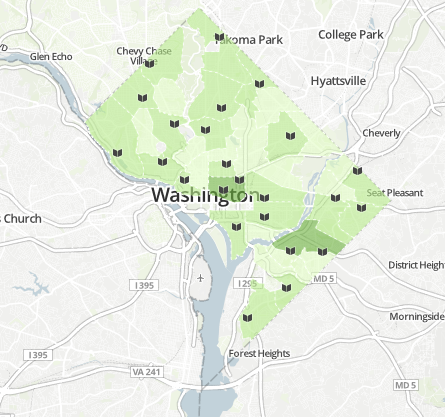 Takoma Park
College Park
Chevy Chase
Village
Glen Echo
Hyattsville
Cheverly
Seat Pleasant
Washington
s Church
District Height
I 395
I 295
MD 5
Morningside
I 395
Forest Heights
VA 241
MD 5